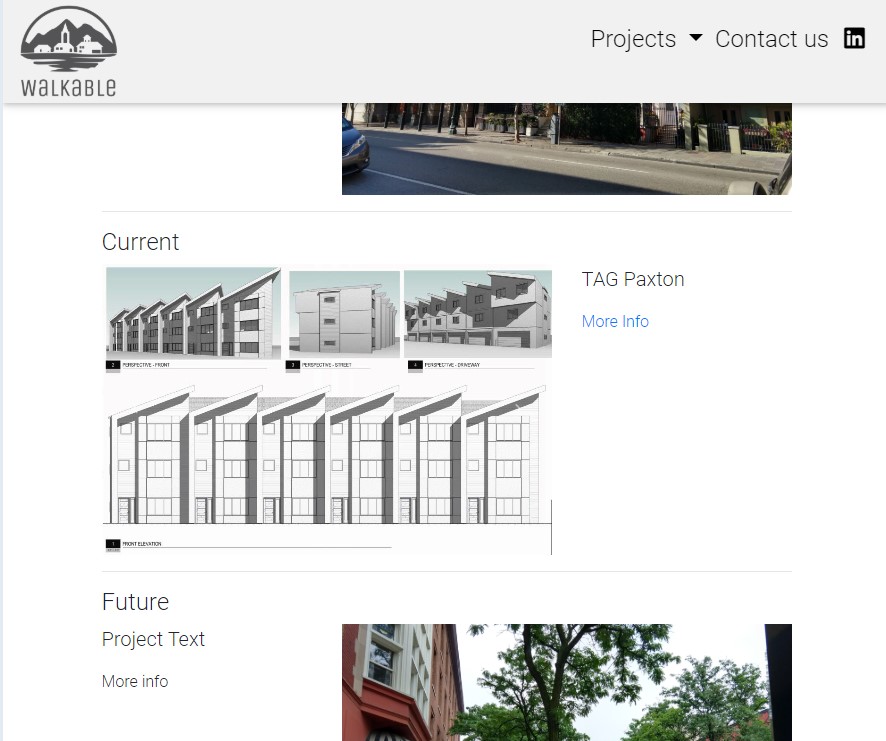 Projects
Contact us
in
WALKABLE
Current
TAG Paxton
More Info
2 PERSPECTIVE - FRONT
3 PERSPECTIVE - STREET
4 PERSPECTIVE - DRIVEWAY
1 FRONT ELEVATION
Future
Project Text
More info